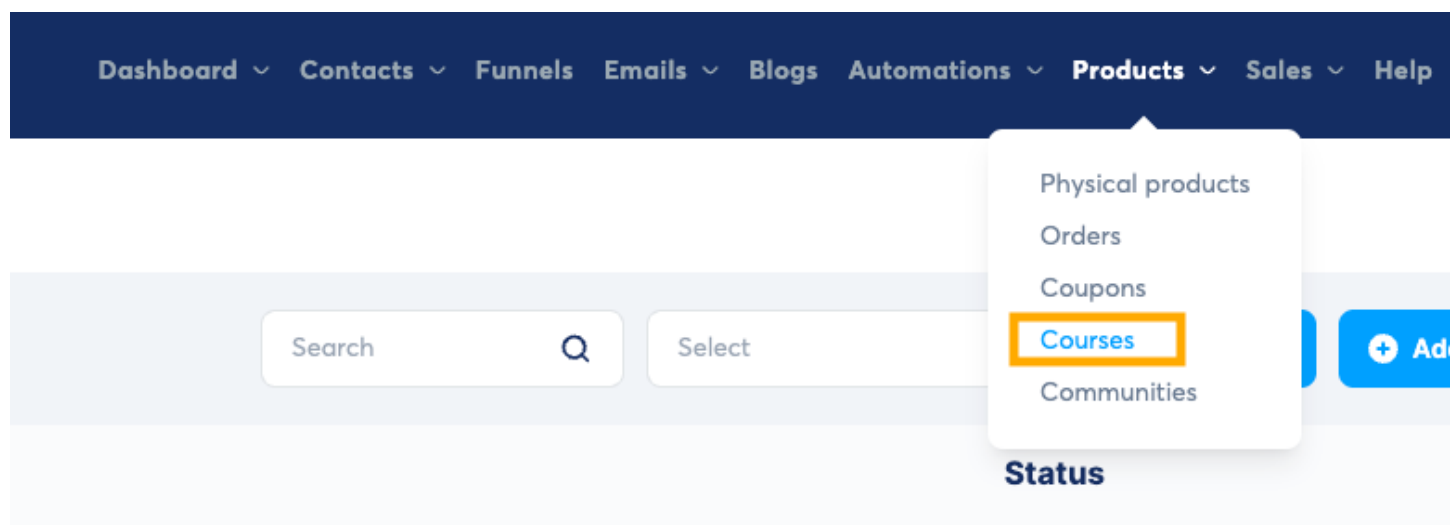 Dashboard Contacts Funnels Emails Blogs Automations Products Sales Help
Physical products
Orders
Coupons
Search Select Courses
Communities
Status